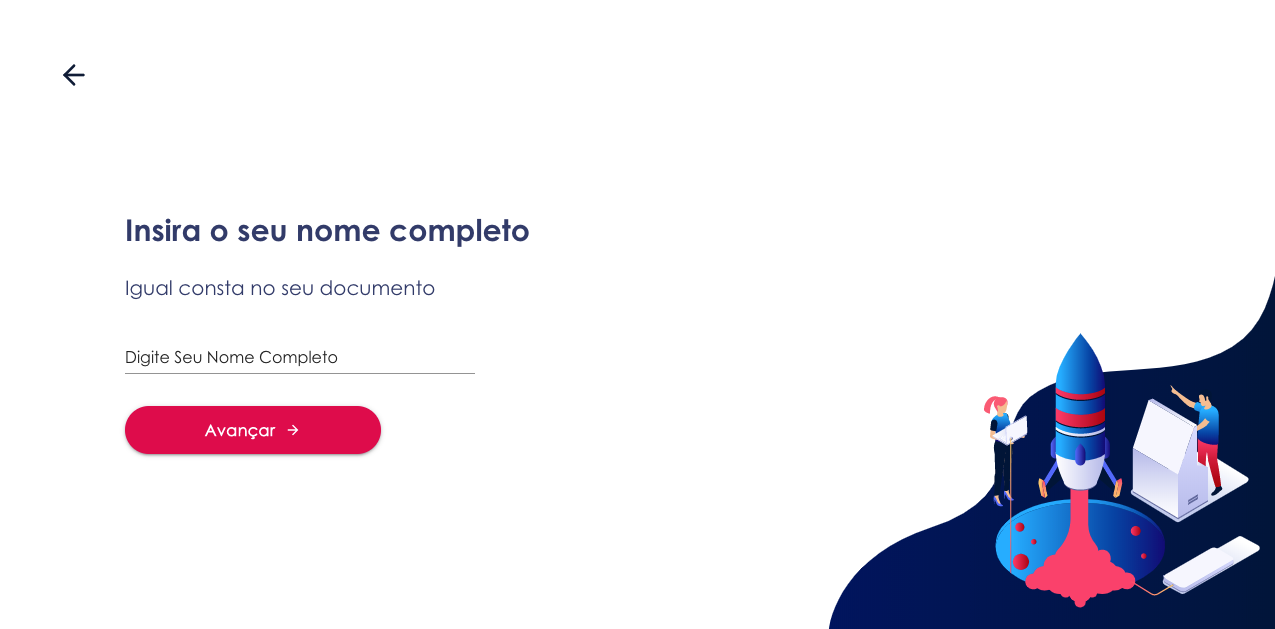 Insira o seu nome completo
Igual consta no seu documento
Digite Seu Nome Completo
Avançar